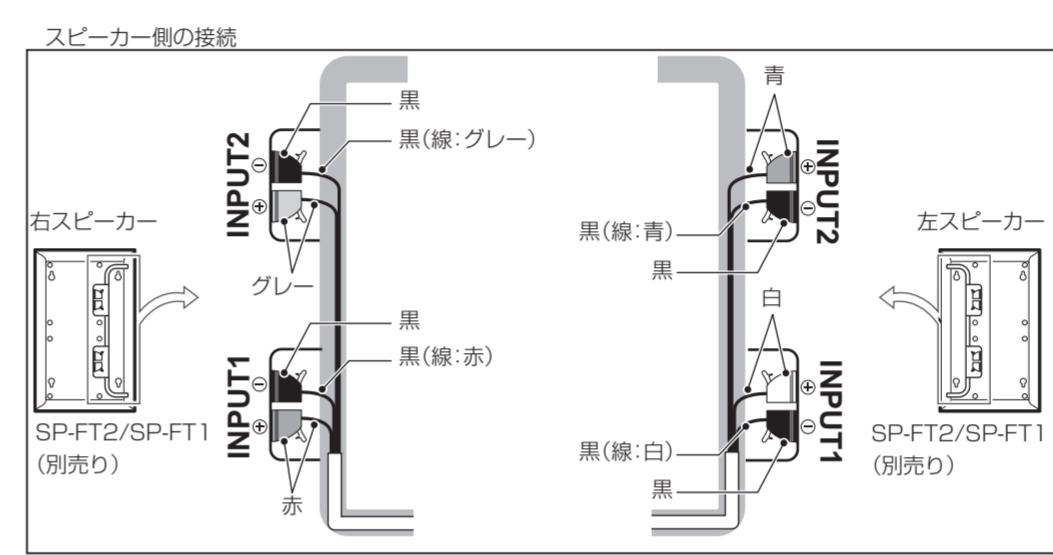 スピーカー側の接続
右スピーカー
SP-FT2/SP-FT1
(別売り)
INPUT2
⊖
⊕
黒
黒(線:グレー)
グレー
INPUT1
⊖
⊕
黒
黒(線:赤)
赤
青
INPUT2
⊕
⊖
黒(線:青)
黒
白
INPUT1
⊕
⊖
黒(線:白)
黒
左スピーカー
SP-FT2/SP-FT1
(別売り)